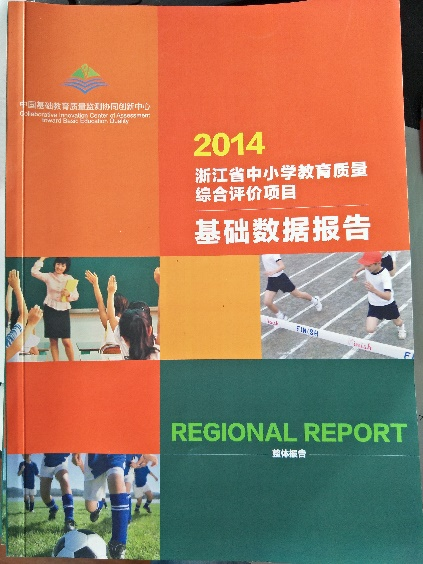 中国基础教育质量监测协同创新中心
Collaborative Innovation Center of Assessment
toward Basic Education Quality
2014
浙江省中小学教育质量
综合评价项目
基础数据报告
FINISH
finish
REGIONAL REPORT
整体报告